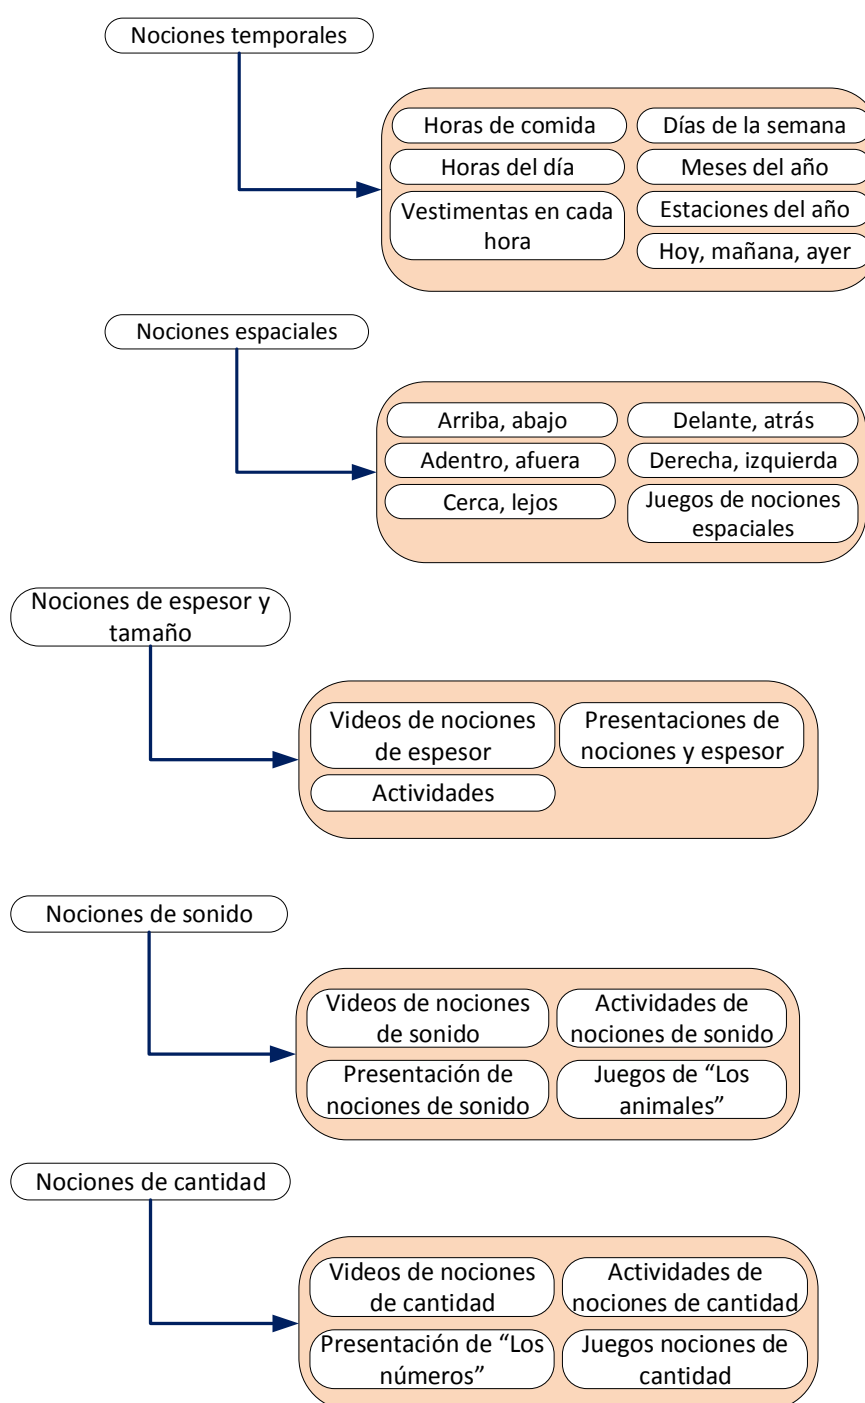 Nociones temporales
Horas de comida
Días de la semana
Horas del día
Meses del año
Vestimentas en cada
hora
Estaciones del año
Hoy, mañana, ayer
Nociones espaciales
Arriba, abajo
Delante, atrás
Adentro, afuera
Derecha, izquierda
Cerca, lejos
Juegos de nociones
espaciales
Nociones de espesor y
tamaño
Videos de nociones
de espesor
Presentaciones de
nociones y espesor
Actividades
Nociones de sonido
Videos de nociones
de sonido
Actividades de
nociones de sonido
Presentación de
nociones de sonido
Juegos de “Los
animales”
Nociones de cantidad
Videos de nociones
de cantidad
Actividades de
nociones de cantidad
Presentación de “Los
números”
Juegos nociones de
cantidad